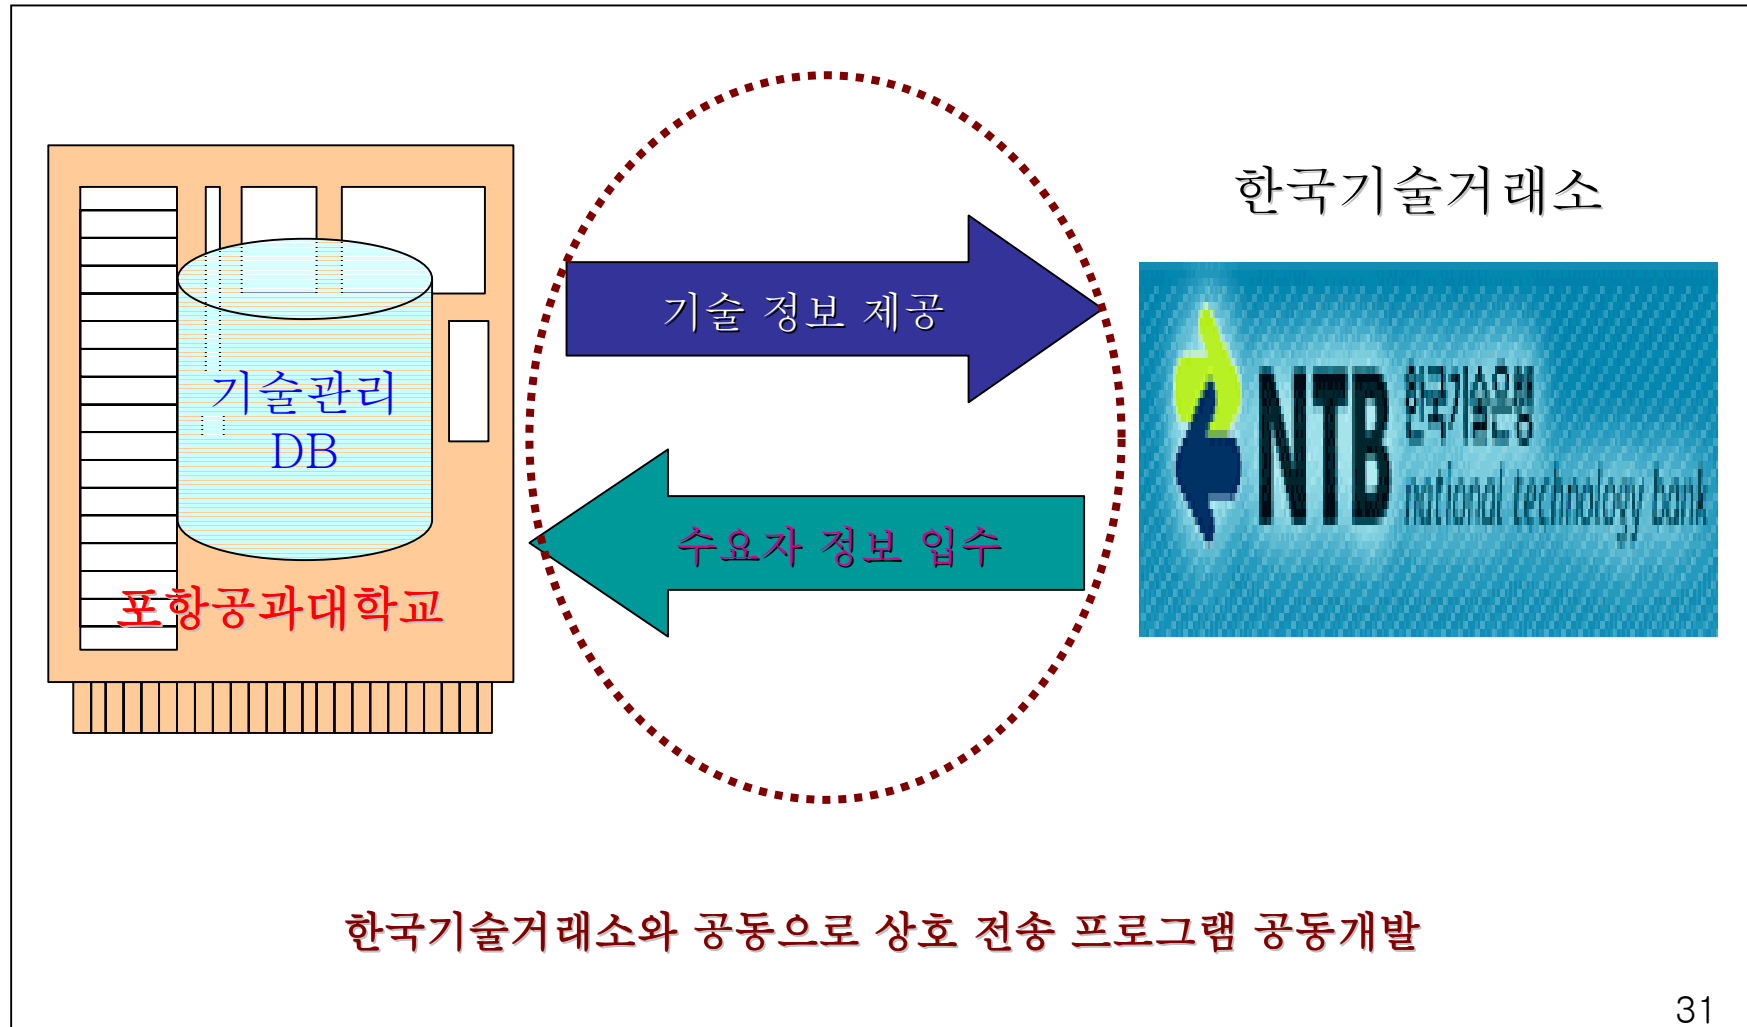 한국기술거래소
기술 정보 제공
기술관리
DB
NTB 한국기술은행
national technology bank
수요자 정보 입수
포항공과대학교
한국기술거래소와 공동으로 상호 전송 프로그램 공동개발
31